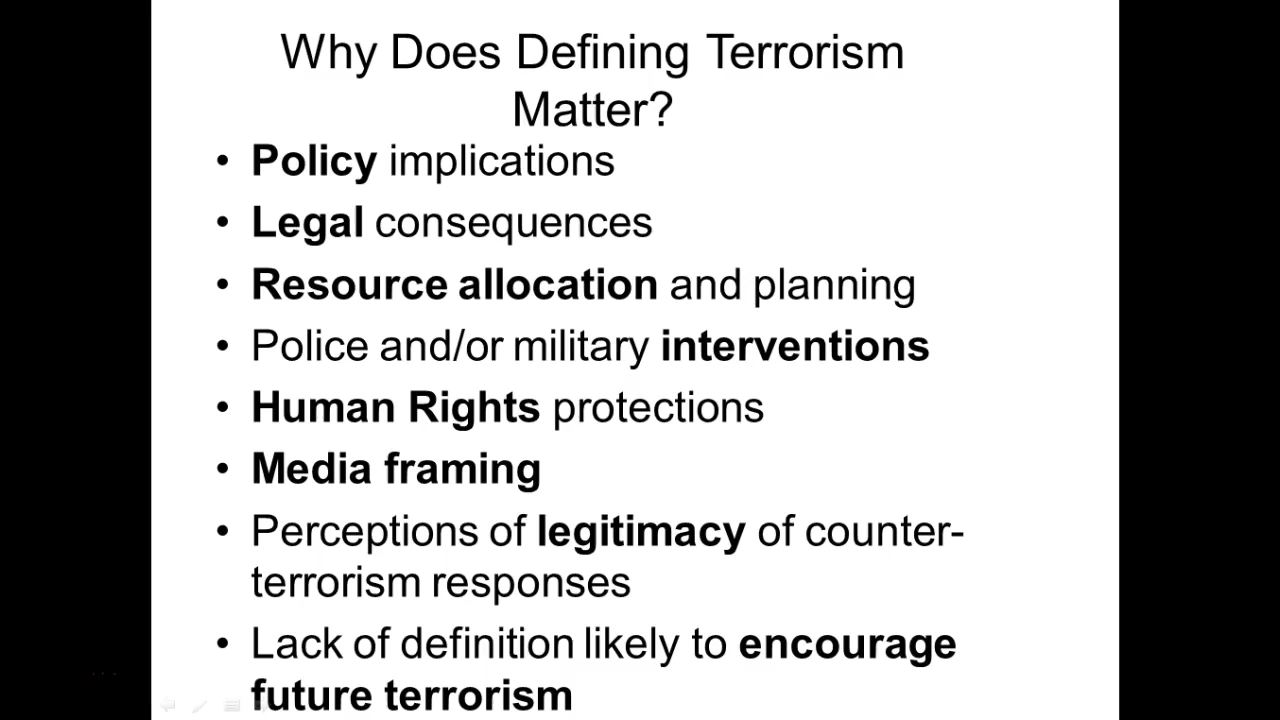 Why Does Defining Terrorism
Matter?
• Policy implications
• Legal consequences
• Resource allocation and planning
• Police and/or military interventions
• Human Rights protections
• Media framing
• Perceptions of legitimacy of counter-
terrorism responses
• Lack of definition likely to encourage
future terrorism